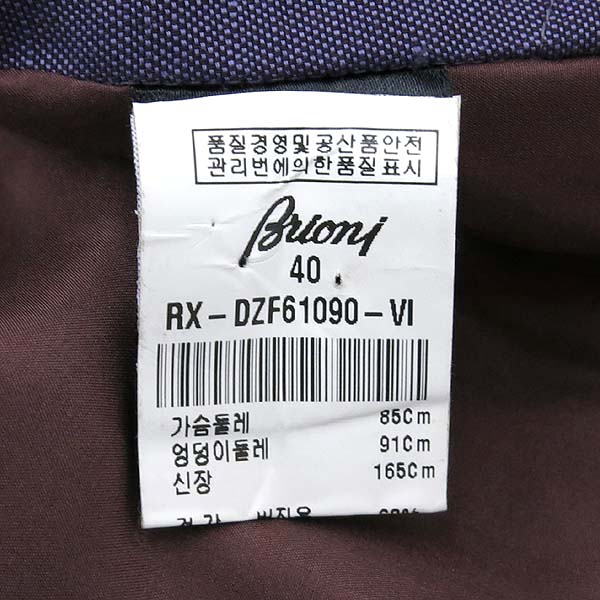 품질경영및공산품안전
관리번에의한품질표시
Brioni
40
RX-DZF61090-VI
가슴둘레 85Cm
엉덩이둘레 91Cm
신장 165Cm